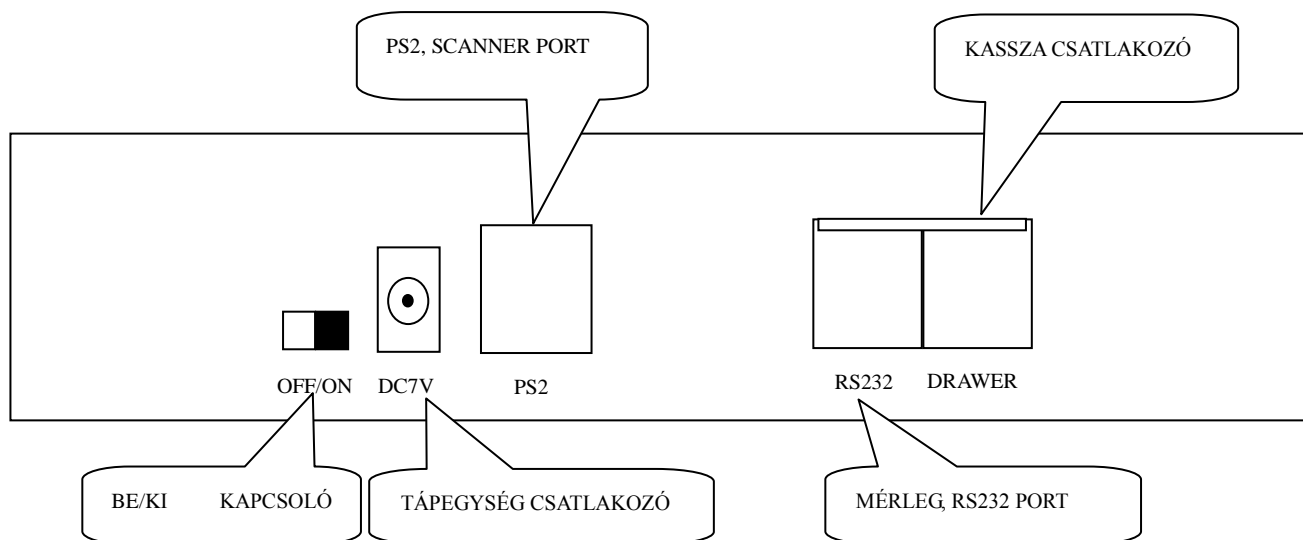 PS2, SCANNER PORT
KASSZA CSATLAKOZÓ
OFF/ON
DC7V
PS2
RS232
DRAWER
BE/KI KAPCSOLÓ
TÁPEGYSÉG CSATLAKOZÓ
MÉRLEG, RS232 PORT